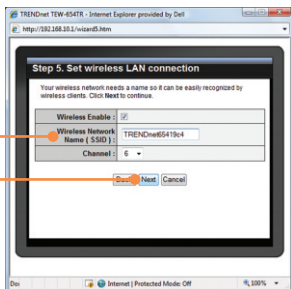 TRENDnet TEW-654TR - Internet Explorer provided by Dell
http://192.168.10.1/wizard5.htm
Step 5. Set wireless LAN connection
Your wireless network needs a name so it can be easily recognized by
wireless clients. Click Next to continue.
Wireless Enable :
Wireless Network
Name ( SSID ) : TRENDnet65419c4
Channel : 6
Back Next Cancel
Internet | Protected Mode: Off 100%